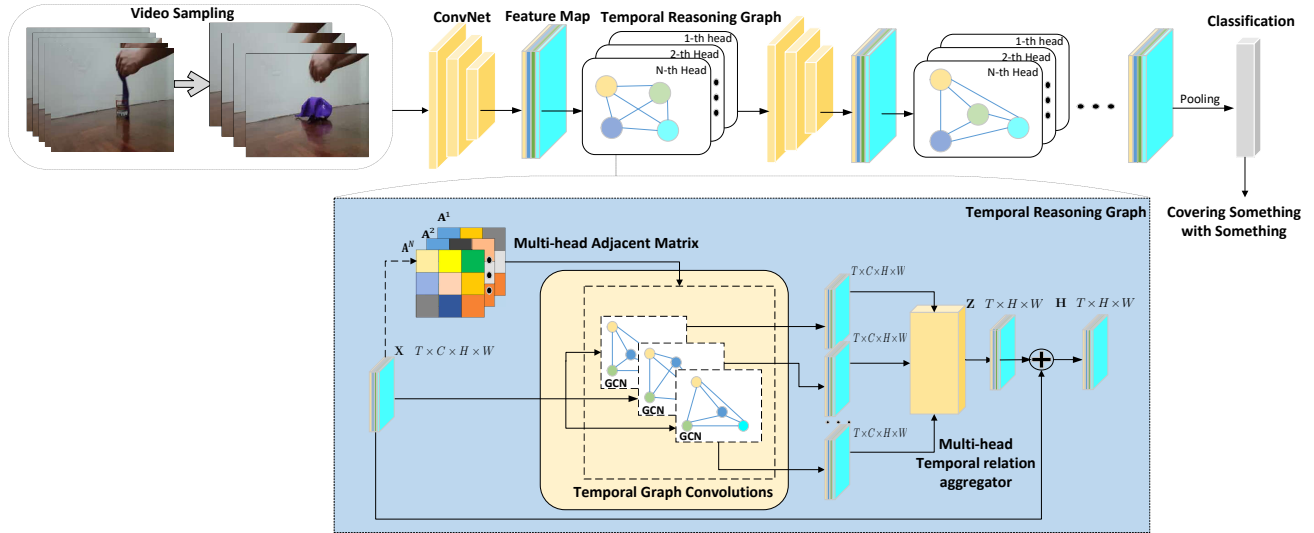 Video Sampling
ConvNet
Feature Map
Temporal Reasoning Graph
Classification
1-th head
2-th Head
N-th Head
1-th head
2-th Head
N-th Head
Pooling
Covering Something
with Something
Temporal Reasoning Graph
A¹
A²
Aᴺ
Multi-head Adjacent Matrix
X T×C×H×W
GCN
GCN
GCN
Temporal Graph Convolutions
T×C×H×W
T×C×H×W
T×C×H×W
Multi-head
Temporal relation
aggregator
Z T×H×W
H T×H×W